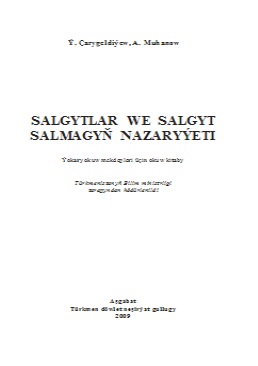 Ý. Çarygeldiýew, A. Muhanow
SALGYTLAR WE SALGYT
SALMAGYŇ NAZARYÝETI
Ýokary okuw mekdepleri üçin okuw kitaby
Türkmenistanyň Bilim ministrligi
tarapyndan hödürlenildi
Aşgabat
Türkmen döwlet neşirýat gullugy
2009